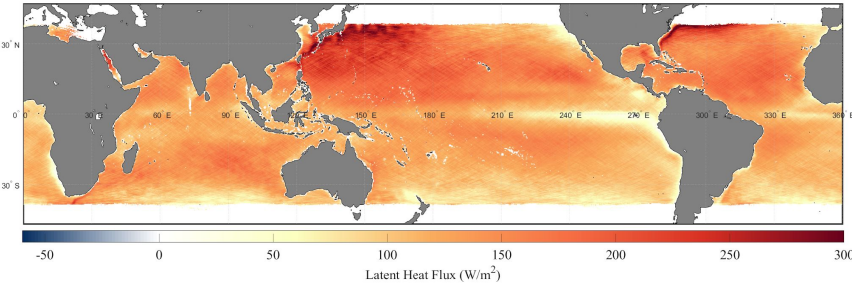 30° N
0° 30° E 60° E 90° E 120° E 150° E 180° E 210° E 240° E 270° E 300° E 330° E 360° E
30° S
-50 0 50 100 150 200 250 300
Latent Heat Flux (W/m²)